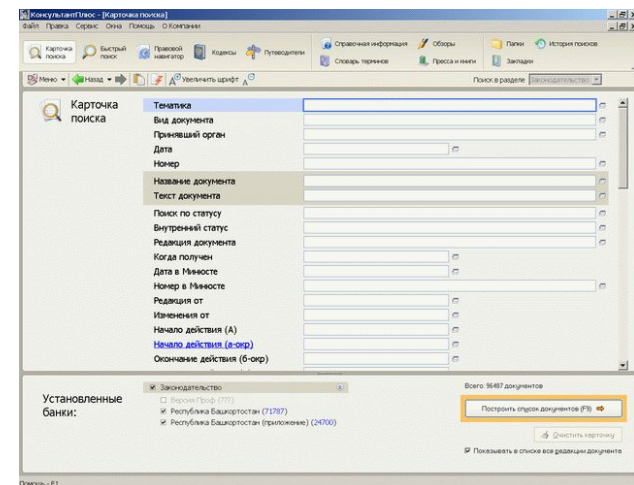 КонсультантПлюс - [Карточка поиска]
Файл Правка Сервис Окна Помощь О Компании
Карточка поиска Быстрый поиск Правовой навигатор Кодексы Путеводители Справочная информация Словарь терминов Обзоры Пресса и книги Папки Закладки История поисков
Меню Назад Увеличить шрифт Поиск в разделе Законодательство
Карточка поиска
Тематика
Вид документа
Принявший орган
Дата
Номер
Название документа
Текст документа
Поиск по статусу
Внутренний статус
Редакция документа
Когда получен
Дата в Минюсте
Номер в Минюсте
Редакция от
Изменения от
Начало действия (А)
Начало действия (а-окр)
Окончание действия (б-окр)
Установленные банки:
Законодательство
Версия Проф (???)
Республика Башкортостан (71787)
Республика Башкортостан (приложение) (24700)
Всего: 96487 документов
Построить список документов (F9)
Очистить карточку
Показывать в списке все редакции документа
Помощь - F1